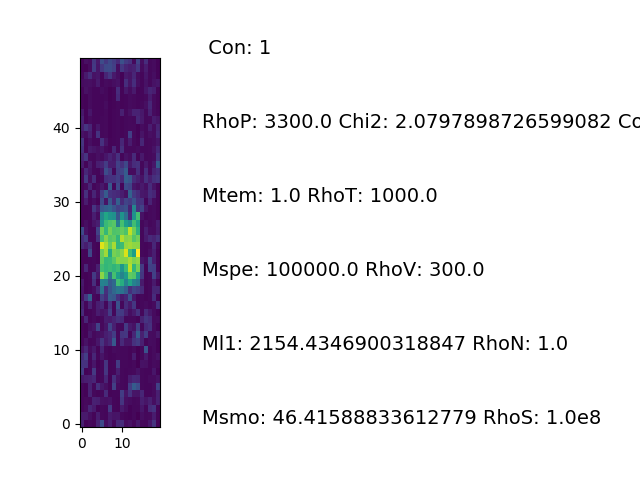 Con: 1
RhoP: 3300.0 Chi2: 2.0797898726599082 Co
Mtem: 1.0 RhoT: 1000.0
Mspe: 100000.0 RhoV: 300.0
Ml1: 2154.4346900318847 RhoN: 1.0
Msmo: 46.41588833612779 RhoS: 1.0e8
40
30
20
10
0
0 10